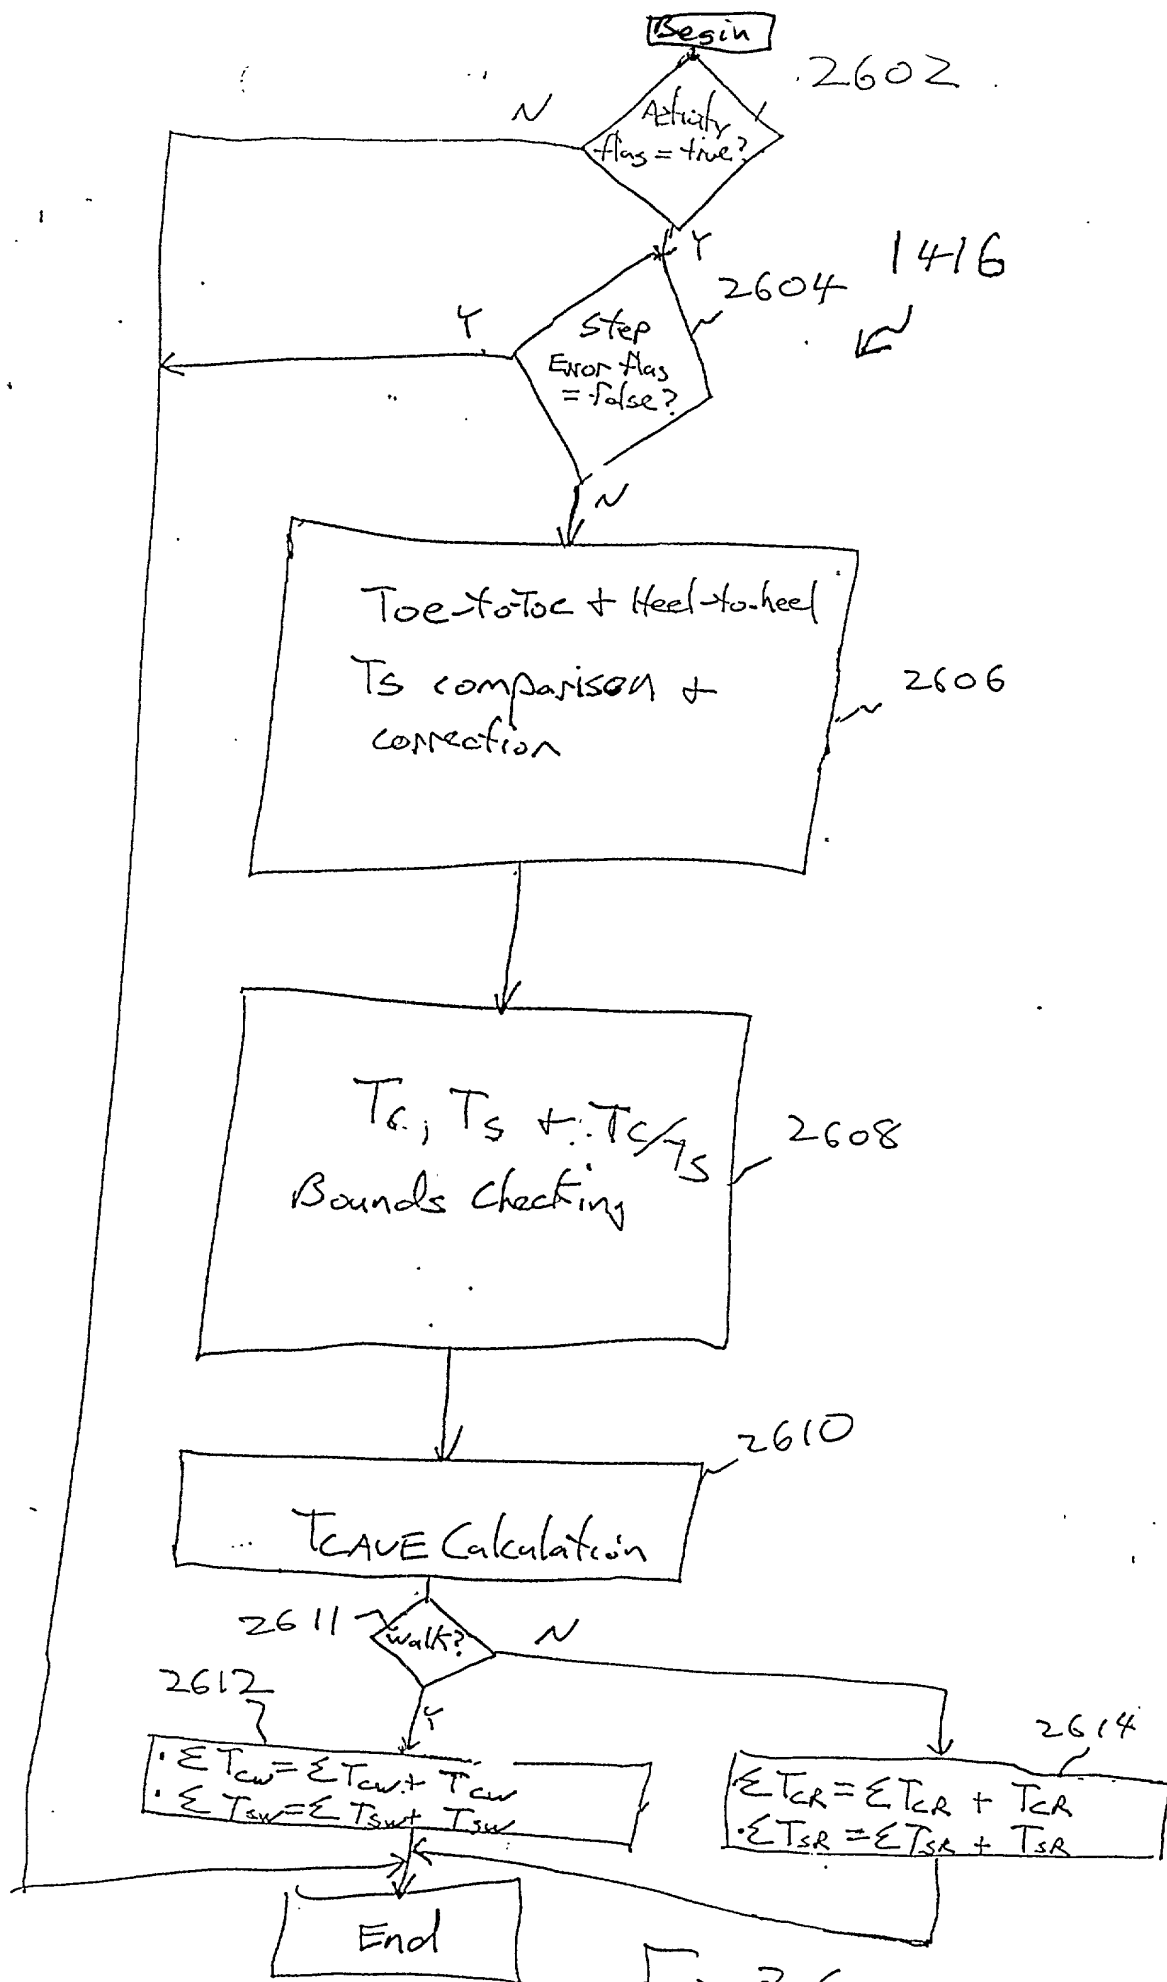 Begin
2602
N
Activity
flag = true?
Y
1416
2604
Y
Step
Error flag
= false?
N
Toe-to-Toe + Heel-to-heel
Ts comparison +
correction
2606
Tc, Ts + Tc/Ts
Bounds Checking
2608
2610
TCAVE Calculation
2611
walk?
N
2612
Y
2614
ΣTcw = ΣTcw + Tcw
ΣTsw = ΣTsw + Tsw
ΣTCR = ΣTCR + TCR
ΣTSR = ΣTSR + TSR
End